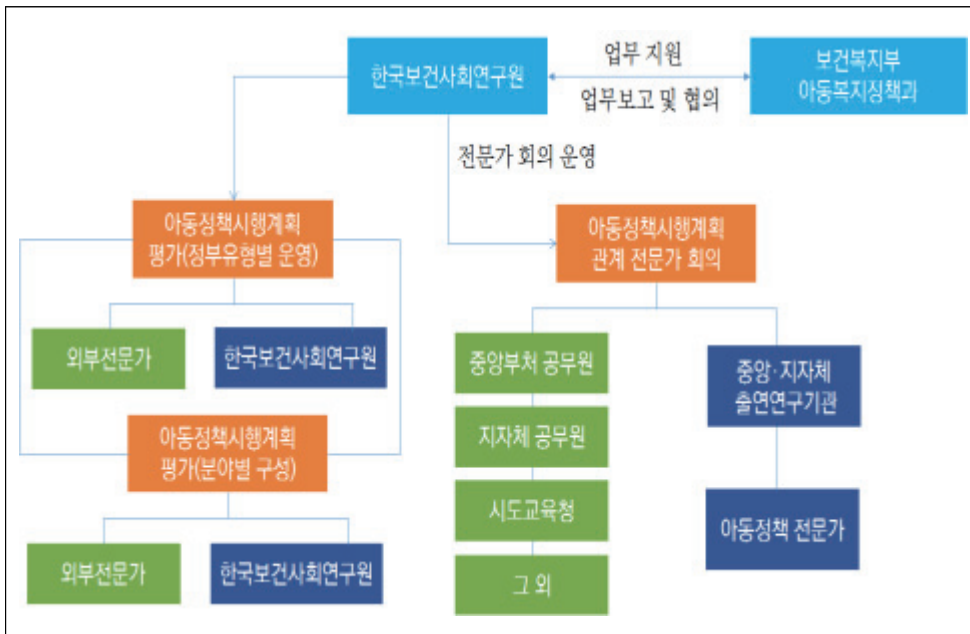 한국보건사회연구원
업무 지원
업무보고 및 협의
보건복지부
아동복지정책과
전문가 회의 운영
아동정책시행계획
평가(정부유형별 운영)
외부전문가
한국보건사회연구원
아동정책시행계획
평가(분야별 구성)
외부전문가
한국보건사회연구원
아동정책시행계획
관계 전문가 회의
중앙부처 공무원
지자체 공무원
시도교육청
그 외
중앙·지자체
출연연구기관
아동정책 전문가